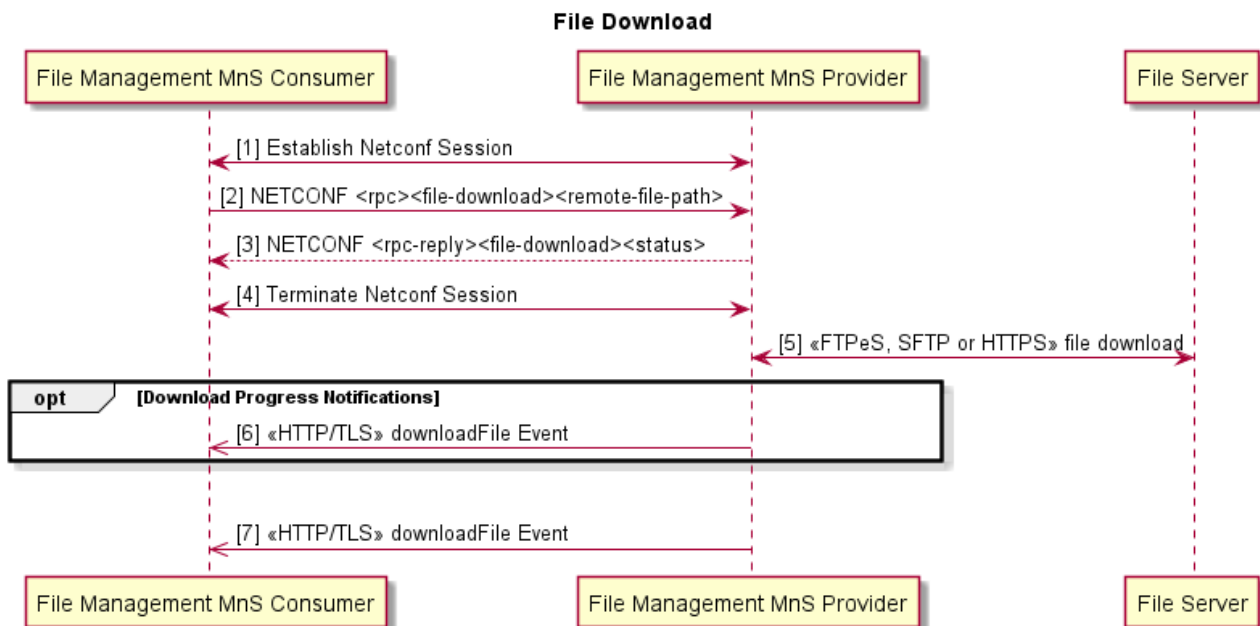 File Download
File Management MnS Consumer
File Management MnS Provider
File Server
[1] Establish Netconf Session
[2] NETCONF <rpc><file-download><remote-file-path>
[3] NETCONF <rpc-reply><file-download><status>
[4] Terminate Netconf Session
[5] «FTPeS, SFTP or HTTPS» file download
opt
[Download Progress Notifications]
[6] «HTTP/TLS» downloadFile Event
[7] «HTTP/TLS» downloadFile Event
File Management MnS Consumer
File Management MnS Provider
File Server